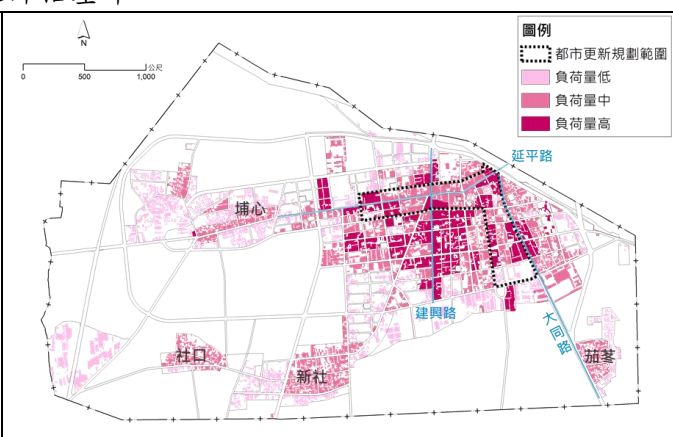 N
公尺
0 500 1,000
圖例
都市更新規劃範圍
負荷量低
負荷量中
負荷量高
延平路
埔心
建興路
大同路
社口
新社
茄苳